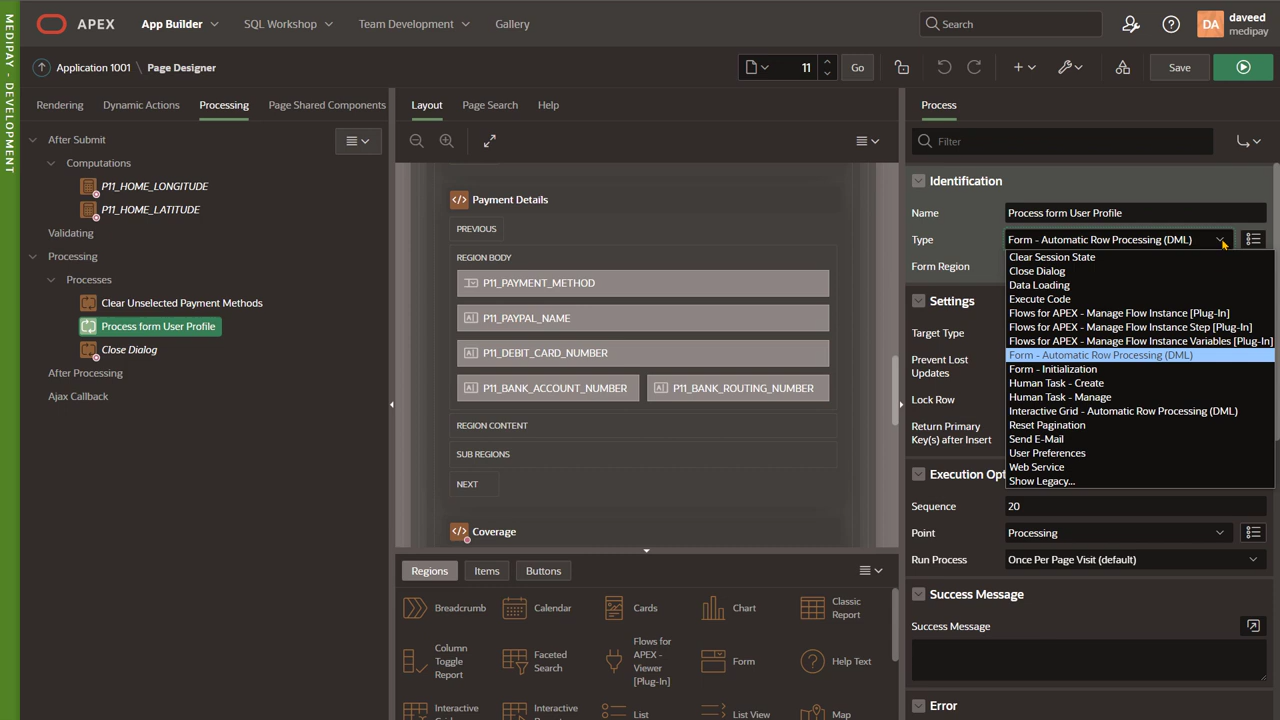 MEDIPAY - DEVELOPMENT
APEX
App Builder
SQL Workshop
Team Development
Gallery
Search
DA
daveed
medipay
Application 1001 \ Page Designer
11
Go
Save
Rendering
Dynamic Actions
Processing
Page Shared Components
After Submit
Computations
P11_HOME_LONGITUDE
P11_HOME_LATITUDE
Validating
Processing
Processes
Clear Unselected Payment Methods
Process form User Profile
Close Dialog
After Processing
Ajax Callback
Layout
Page Search
Help
Payment Details
PREVIOUS
REGION BODY
P11_PAYMENT_METHOD
P11_PAYPAL_NAME
P11_DEBIT_CARD_NUMBER
P11_BANK_ACCOUNT_NUMBER
P11_BANK_ROUTING_NUMBER
REGION CONTENT
SUB REGIONS
NEXT
Coverage
Regions
Items
Buttons
Breadcrumb
Calendar
Cards
Chart
Classic
Report
Column
Toggle
Report
Faceted
Search
Flows for
APEX -
Viewer
[Plug-In]
Form
Help Text
Interactive
Interactive
List
List View
Map
Process
Filter
Identification
Name
Process form User Profile
Type
Form - Automatic Row Processing (DML)
Form Region
Clear Session State
Close Dialog
Data Loading
Execute Code
Flows for APEX - Manage Flow Instance [Plug-In]
Flows for APEX - Manage Flow Instance Step [Plug-In]
Flows for APEX - Manage Flow Instance Variables [Plug-In]
Form - Automatic Row Processing (DML)
Form - Initialization
Human Task - Create
Human Task - Manage
Interactive Grid - Automatic Row Processing (DML)
Reset Pagination
Send E-Mail
User Preferences
Web Service
Show Legacy...
Settings
Target Type
Prevent Lost
Updates
Lock Row
Return Primary
Key(s) after Insert
Execution Opt
Sequence
20
Point
Processing
Run Process
Once Per Page Visit (default)
Success Message
Success Message
Error